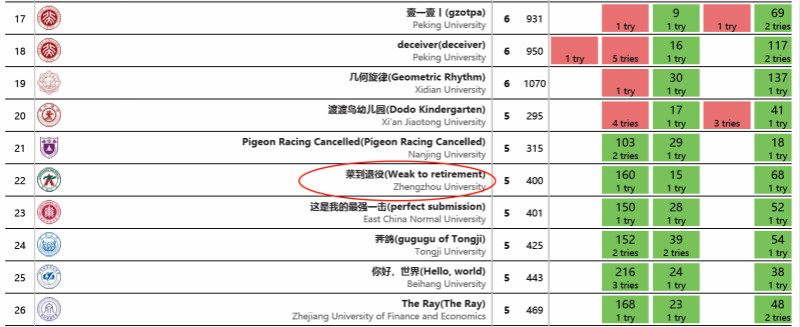 17 壹一壹丨(gzotpa) 6 931 9 69
Peking University 1 try 1 try 1 try 2 tries
18 deceiver(deceiver) 6 950 16 117
Peking University 1 try 5 tries 1 try 2 tries
19 几何旋律(Geometric Rhythm) 6 1070 30 137
Xidian University 1 try 1 try 1 try
20 渡渡鸟幼儿园(Dodo Kindergarten) 5 295 17 41
Xi'an Jiaotong University 4 tries 1 try 3 tries 1 try
21 Pigeon Racing Cancelled(Pigeon Racing Cancelled) 5 315 103 29 18
Nanjing University 2 tries 1 try 1 try
22 荣到退役(Weak to retirement) 5 400 160 15 68
Zhengzhou University 1 try 1 try 1 try
23 这是我的最强一击(perfect submission) 5 401 150 28 52
East China Normal University 1 try 1 try 1 try
24 荠鸽(gugugu of Tongji) 5 425 152 39 54
Tongji University 2 tries 2 tries 1 try
25 你好，世界(Hello, world) 5 443 216 24 38
Beihang University 3 tries 1 try 1 try
26 The Ray(The Ray) 5 469 168 23 48
Zhejiang University of Finance and Economics 1 try 1 try 2 tries